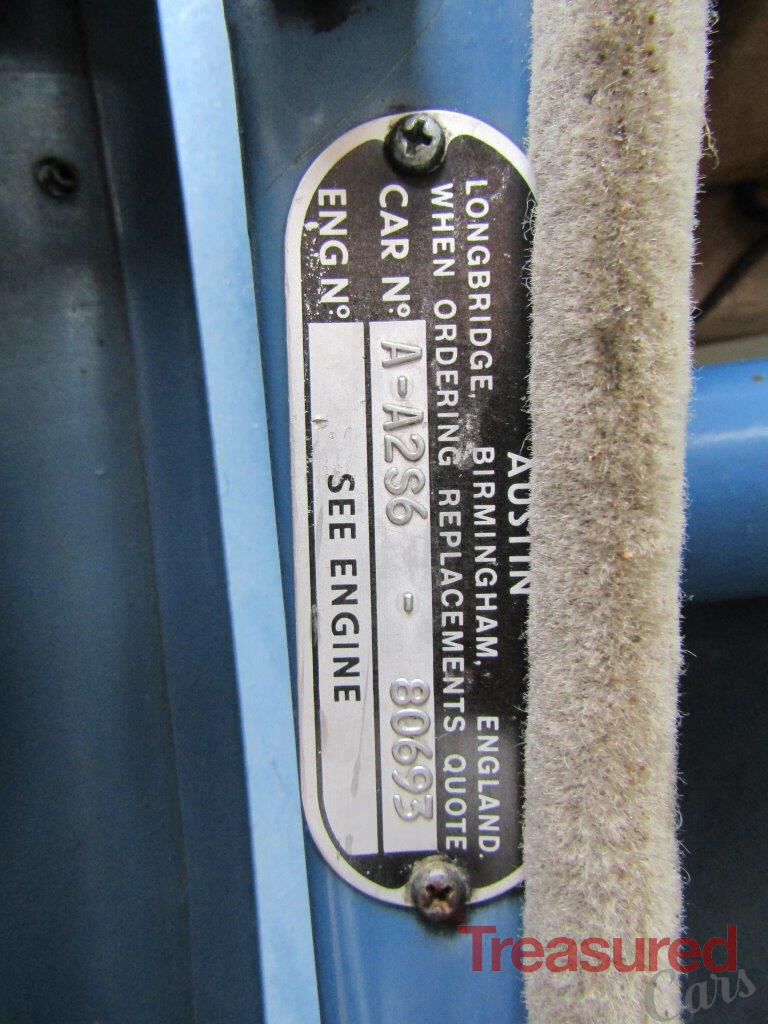 AUSTIN
LONGBRIDGE, BIRMINGHAM, ENGLAND.
WHEN ORDERING REPLACEMENTS QUOTE
CAR Nº. A-A2S6 - 80693
ENG Nº. SEE ENGINE
Treasured
Cars